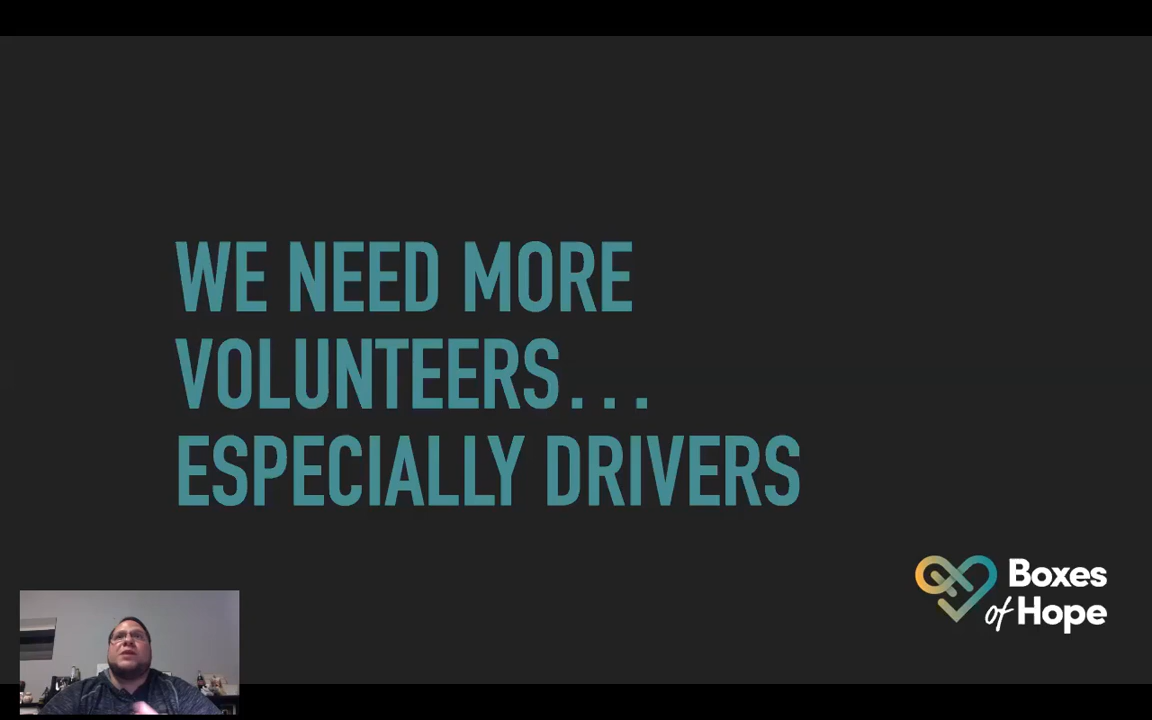 WE NEED MORE
VOLUNTEERS...
ESPECIALLY DRIVERS
Boxes
of Hope